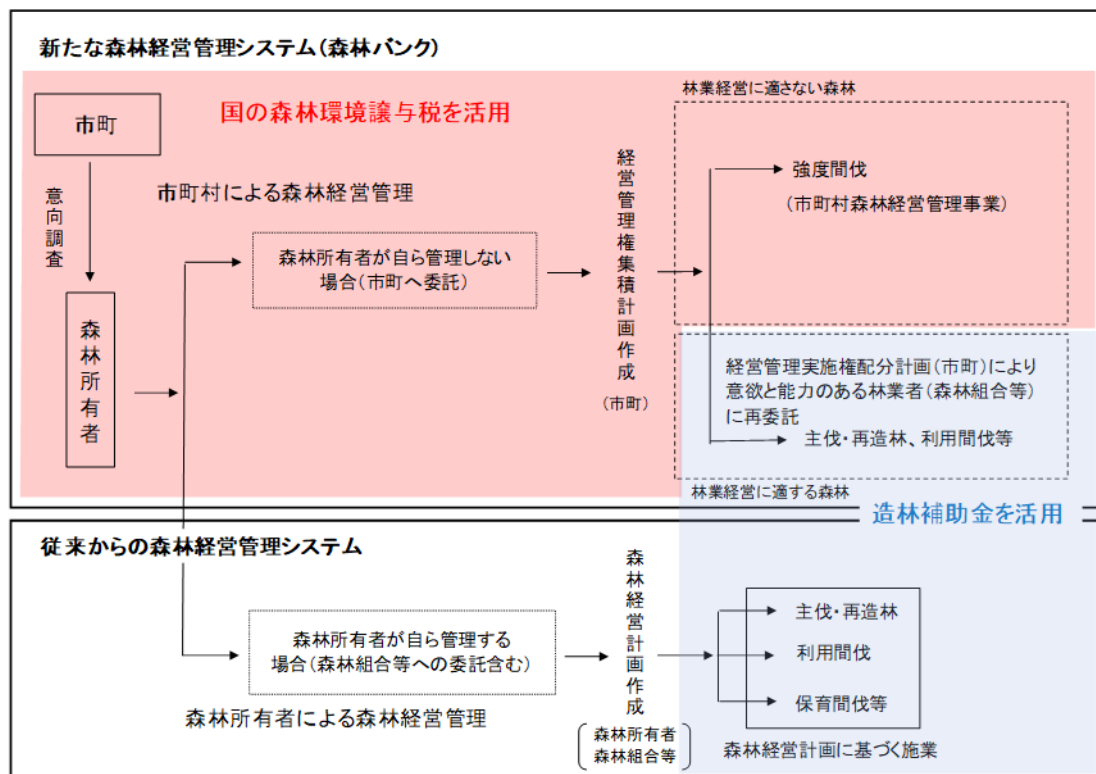 新たな森林経営管理システム(森林バンク)
国の森林環境譲与税を活用
市町
意向調査
森林所有者
市町村による森林経営管理
森林所有者が自ら管理しない
場合(市町へ委託)
経営管理権集積計画作成
(市町)
林業経営に適さない森林
強度間伐
(市町村森林経営管理事業)
経営管理実施権配分計画(市町)により
意欲と能力のある林業者(森林組合等)
に再委託
主伐・再造林、利用間伐等
林業経営に適する森林
造林補助金を活用
従来からの森林経営管理システム
森林所有者が自ら管理する
場合(森林組合等への委託含む)
森林所有者による森林経営管理
森林経営計画作成
森林所有者
森林組合等
主伐・再造林
利用間伐
保育間伐等
森林経営計画に基づく施業